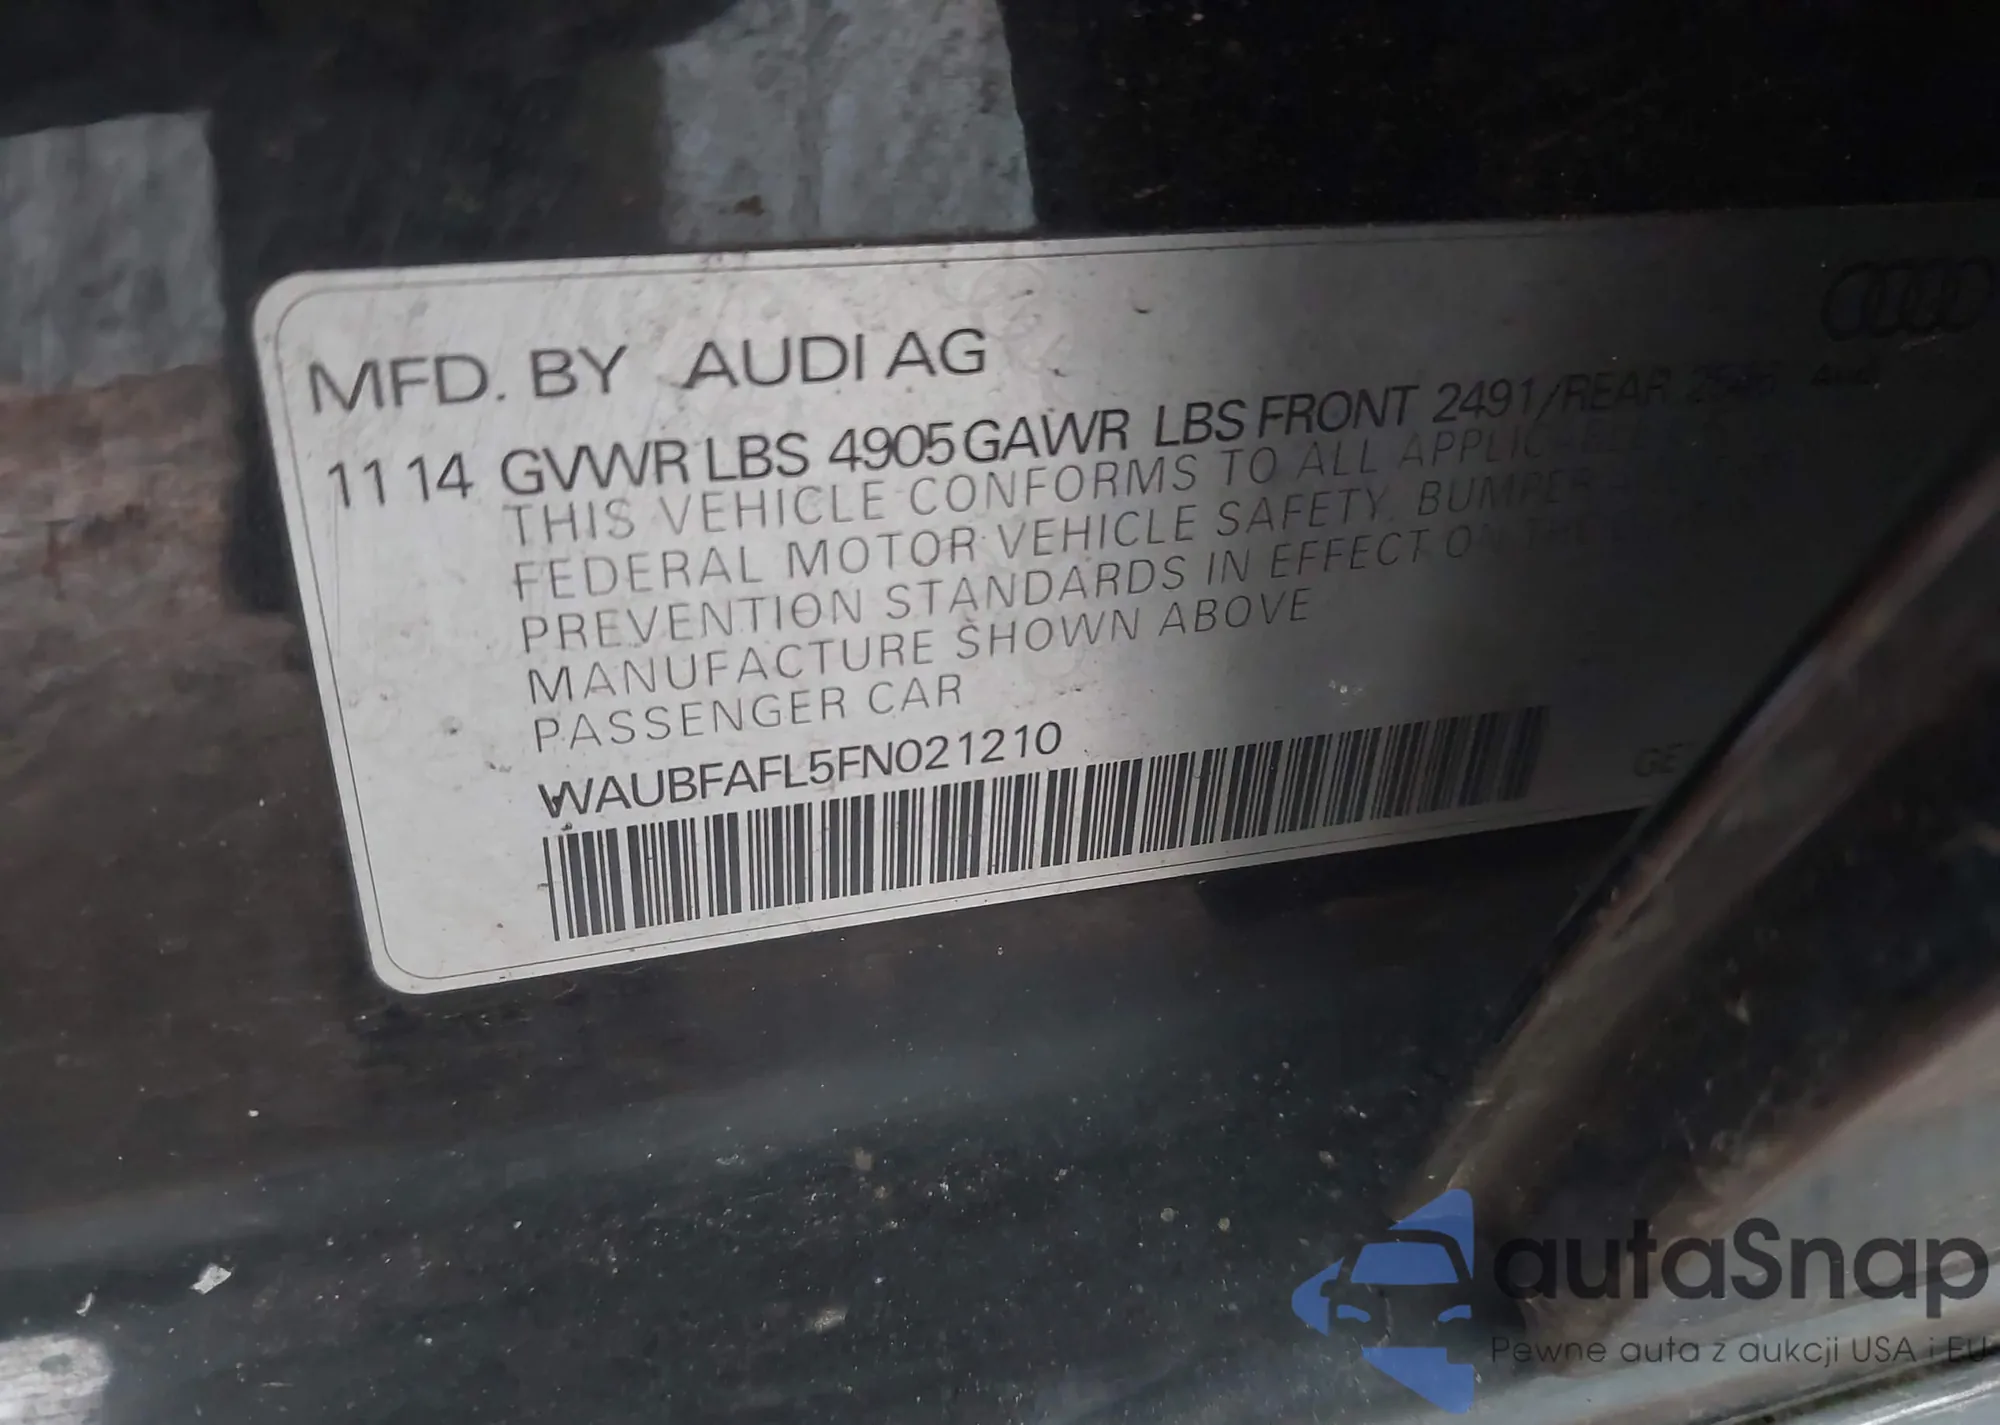 MFD. BY AUDI AG
11 14 GVWR LBS 4905 GAWR LBS FRONT 2491/REAR
THIS VEHICLE CONFORMS TO ALL
FEDERAL MOTOR VEHICLE SAFETY, BUMPER
PREVENTION STANDARDS IN EFFECT
MANUFACTURE SHOWN ABOVE
PASSENGER CAR
WAUBFAFL5FN021210
autaSnap
Pewne auta z aukcji USA i EU